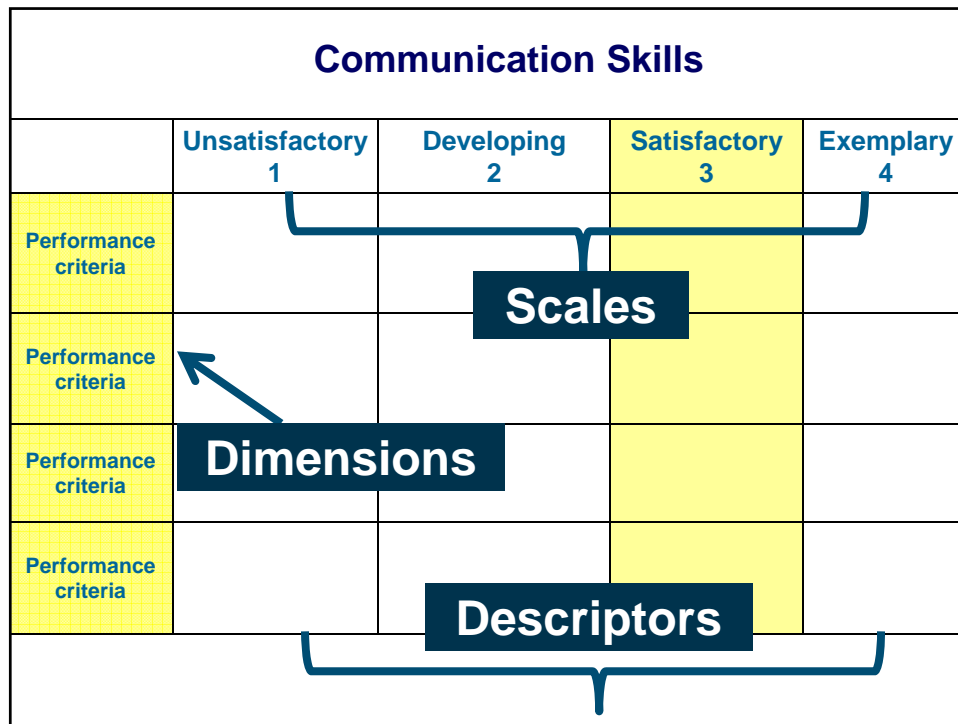 Communication Skills
Unsatisfactory Developing Satisfactory Exemplary
1 2 3 4
Performance
criteria
Scales
Performance
criteria
Dimensions
Performance
criteria
Performance
criteria
Descriptors